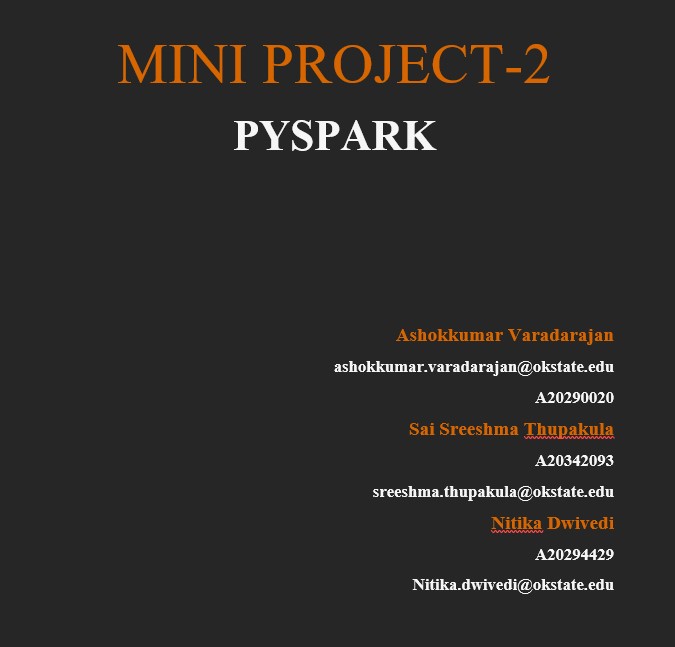 MINI PROJECT-2
PYSPARK
Ashokkumar Varadarajan
ashokkumar.varadarajan@okstate.edu
A20290020
Sai Sreeshma Thupakula
A20342093
sreeshma.thupakula@okstate.edu
Nitika Dwivedi
A20294429
Nitika.dwivedi@okstate.edu